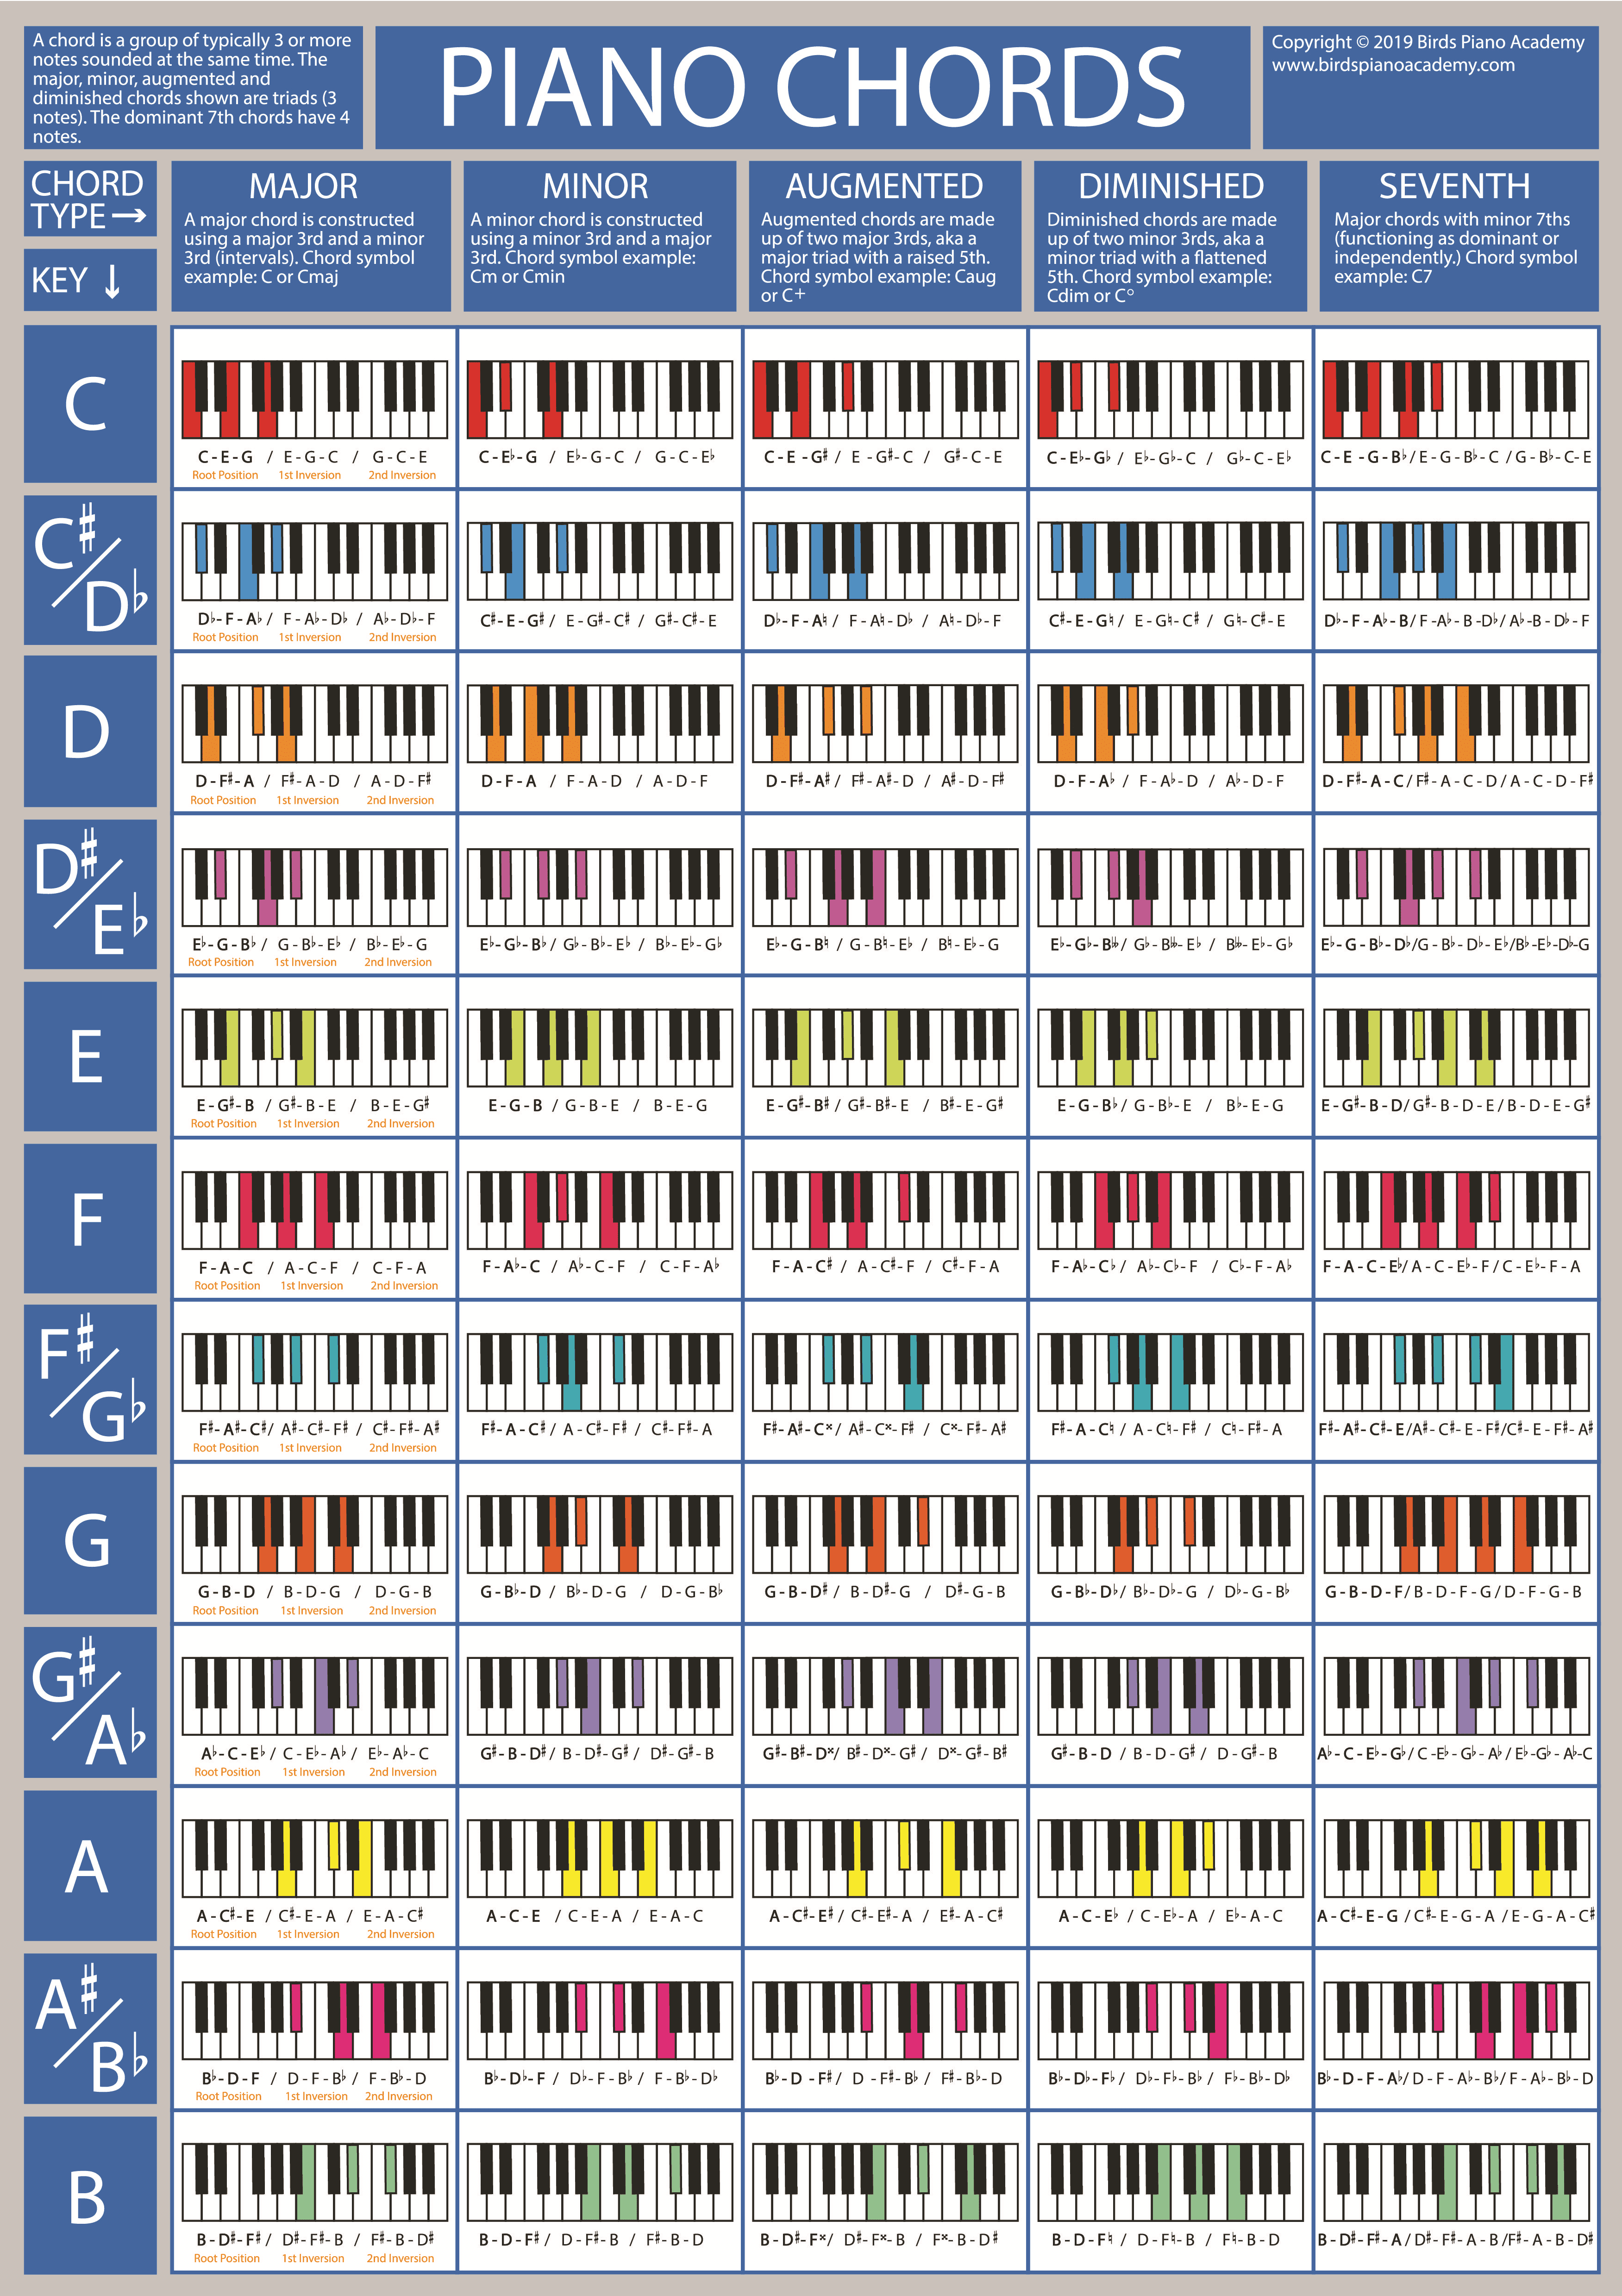 A chord is a group of typically 3 or more
notes sounded at the same time. The
major, minor, augmented and
diminished chords shown are triads (3
notes). The dominant 7th chords have 4
notes.
PIANO CHORDS
Copyright © 2019 Birds Piano Academy
www.birdspianoacademy.com
CHORD
TYPE→
KEY ↓
MAJOR
A major chord is constructed
using a major 3rd and a minor
3rd (intervals). Chord symbol
example: C or Cmaj
MINOR
A minor chord is constructed
using a minor 3rd and a major
3rd. Chord symbol example:
Cm or Cmin
AUGMENTED
Augmented chords are made
up of two major 3rds, aka a
major triad with a raised 5th.
Chord symbol example: Caug
or C+
DIMINISHED
Diminished chords are made
up of two minor 3rds, aka a
minor triad with a flattened
5th. Chord symbol example:
Cdim or C°
SEVENTH
Major chords with minor 7ths
(functioning as dominant or
independently.) Chord symbol
example: C7
C
C - E - G / E - G - C / G - C - E
Root Position 1st Inversion 2nd Inversion
C - E♭ - G / E♭ - G - C / G - C - E♭
C - E - G♯ / E - G♯ - C / G♯ - C - E
C - E♭ - G♭ / E♭ - G♭ - C / G♭ - C - E♭
C - E - G - B♭ / E - G - B♭ - C / G - B♭ - C - E
C♯/D♭
D♭ - F - A♭ / F - A♭ - D♭ / A♭ - D♭ - F
Root Position 1st Inversion 2nd Inversion
C♯ - E - G♯ / E - G♯ - C♯ / G♯ - C♯ - E
D♭ - F - A♮ / F - A♮ - D♭ / A♮ - D♭ - F
C♯ - E - G♮ / E - G♮ - C♯ / G♮ - C♯ - E
D♭ - F - A♭ - B / F - A♭ - B - D♭ / A♭ - B - D♭ - F
D
D - F♯ - A / F♯ - A - D / A - D - F♯
Root Position 1st Inversion 2nd Inversion
D - F - A / F - A - D / A - D - F
D - F♯ - A♯ / F♯ - A♯ - D / A♯ - D - F♯
D - F - A♭ / F - A♭ - D / A♭ - D - F
D - F♯ - A - C / F♯ - A - C - D / A - C - D - F♯
D♯/E♭
E♭ - G - B♭ / G - B♭ - E♭ / B♭ - E♭ - G
Root Position 1st Inversion 2nd Inversion
E♭ - G♭ - B♭ / G♭ - B♭ - E♭ / B♭ - E♭ - G♭
E♭ - G - B♮ / G - B♮ - E♭ / B♮ - E♭ - G
E♭ - G♭ - B♭♭ / G♭ - B♭♭ - E♭ / B♭♭ - E♭ - G♭
E♭ - G - B♭ - D♭ / G - B♭ - D♭ - E♭ / B♭ - E♭ - D♭ - G
E
E - G♯ - B / G♯ - B - E / B - E - G♯
Root Position 1st Inversion 2nd Inversion
E - G - B / G - B - E / B - E - G
E - G♯ - B♯ / G♯ - B♯ - E / B♯ - E - G♯
E - G - B♭ / G - B♭ - E / B♭ - E - G
E - G♯ - B - D / G♯ - B - D - E / B - D - E - G♯
F
F - A - C / A - C - F / C - F - A
Root Position 1st Inversion 2nd Inversion
F - A♭ - C / A♭ - C - F / C - F - A♭
F - A - C♯ / A - C♯ - F / C♯ - F - A
F - A♭ - C♭ / A♭ - C♭ - F / C♭ - F - A♭
F - A - C - E♭ / A - C - E♭ - F / C - E♭ - F - A
F♯/G♭
F♯ - A♯ - C♯ / A♯ - C♯ - F♯ / C♯ - F♯ - A♯
Root Position 1st Inversion 2nd Inversion
F♯ - A - C♯ / A - C♯ - F♯ / C♯ - F♯ - A
F♯ - A♯ - C𝄪 / A♯ - C𝄪 - F♯ / C𝄪 - F♯ - A♯
F♯ - A - C♮ / A - C♮ - F♯ / C♮ - F♯ - A
F♯ - A♯ - C♯ - E / A♯ - C♯ - E - F♯ / C♯ - E - F♯ - A♯
G
G - B - D / B - D - G / D - G - B
Root Position 1st Inversion 2nd Inversion
G - B♭ - D / B♭ - D - G / D - G - B♭
G - B - D♯ / B - D♯ - G / D♯ - G - B
G - B♭ - D♭ / B♭ - D♭ - G / D♭ - G - B♭
G - B - D - F / B - D - F - G / D - F - G - B
G♯/A♭
A♭ - C - E♭ / C - E♭ - A♭ / E♭ - A♭ - C
Root Position 1st Inversion 2nd Inversion
G♯ - B - D♯ / B - D♯ - G♯ / D♯ - G♯ - B
G♯ - B♯ - D𝄪 / B♯ - D𝄪 - G♯ / D𝄪 - G♯ - B♯
G♯ - B - D / B - D - G♯ / D - G♯ - B
A♭ - C - E♭ - G♭ / C - E♭ - G♭ - A♭ / E♭ - G♭ - A♭ - C
A
A - C♯ - E / C♯ - E - A / E - A - C♯
Root Position 1st Inversion 2nd Inversion
A - C - E / C - E - A / E - A - C
A - C♯ - E♯ / C♯ - E♯ - A / E♯ - A - C♯
A - C - E♭ / C - E♭ - A / E♭ - A - C
A - C♯ - E - G / C♯ - E - G - A / E - G - A - C♯
A♯/B♭
B♭ - D - F / D - F - B♭ / F - B♭ - D
Root Position 1st Inversion 2nd Inversion
B♭ - D♭ - F / D♭ - F - B♭ / F - B♭ - D♭
B♭ - D - F♯ / D - F♯ - B♭ / F♯ - B♭ - D
B♭ - D♭ - F♭ / D♭ - F♭ - B♭ / F♭ - B♭ - D♭
B♭ - D - F - A♭ / D - F - A♭ - B♭ / F - A♭ - B♭ - D
B
B - D♯ - F♯ / D♯ - F♯ - B / F♯ - B - D♯
Root Position 1st Inversion 2nd Inversion
B - D - F♯ / D - F♯ - B / F♯ - B - D
B - D♯ - F𝄪 / D♯ - F𝄪 - B / F𝄪 - B - D♯
B - D - F♮ / D - F♮ - B / F♮ - B - D
B - D♯ - F♯ - A / D♯ - F♯ - A - B / F♯ - A - B - D♯